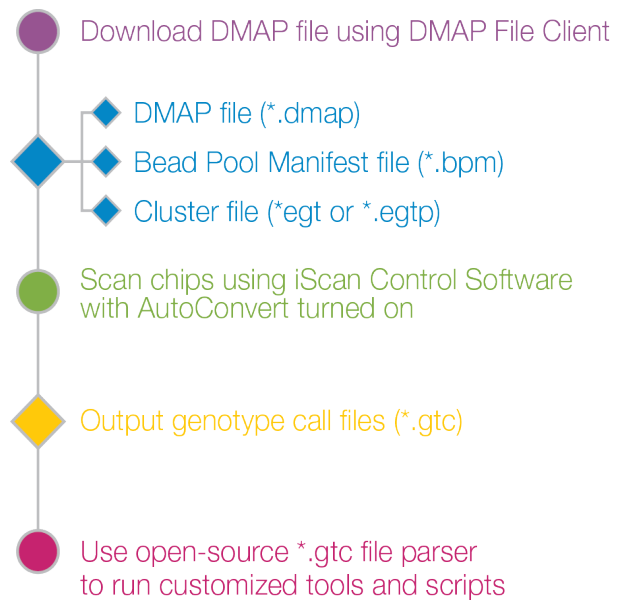 Download DMAP file using DMAP File Client
DMAP file (*.dmap)
Bead Pool Manifest file (*.bpm)
Cluster file (*egt or *.egtp)
Scan chips using iScan Control Software
with AutoConvert turned on
Output genotype call files (*.gtc)
Use open-source *.gtc file parser
to run customized tools and scripts